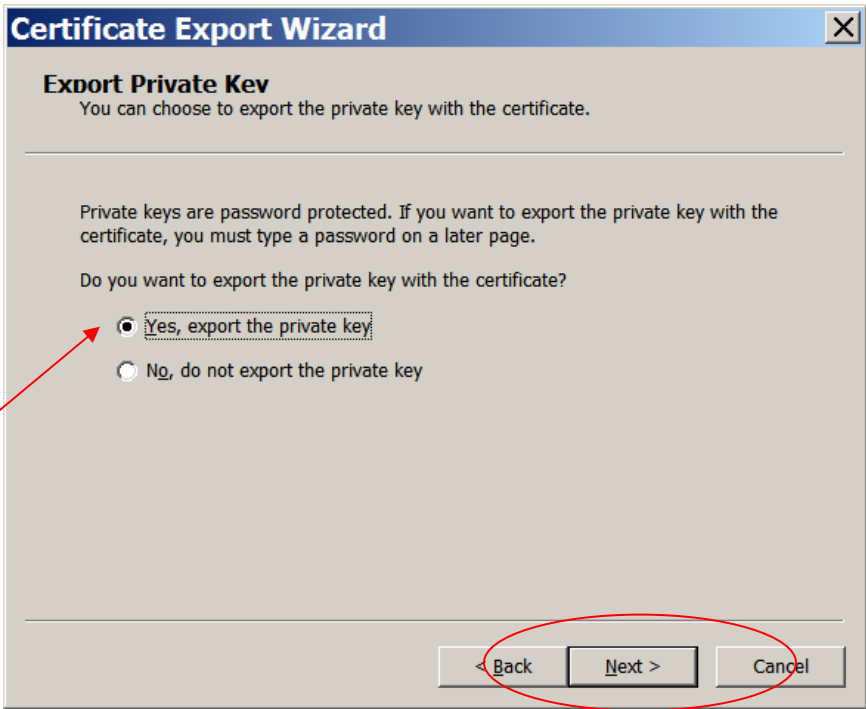 Certificate Export Wizard
Export Private Key
You can choose to export the private key with the certificate.
Private keys are password protected. If you want to export the private key with the
certificate, you must type a password on a later page.
Do you want to export the private key with the certificate?
Yes, export the private key
No, do not export the private key
< Back Next > Cancel